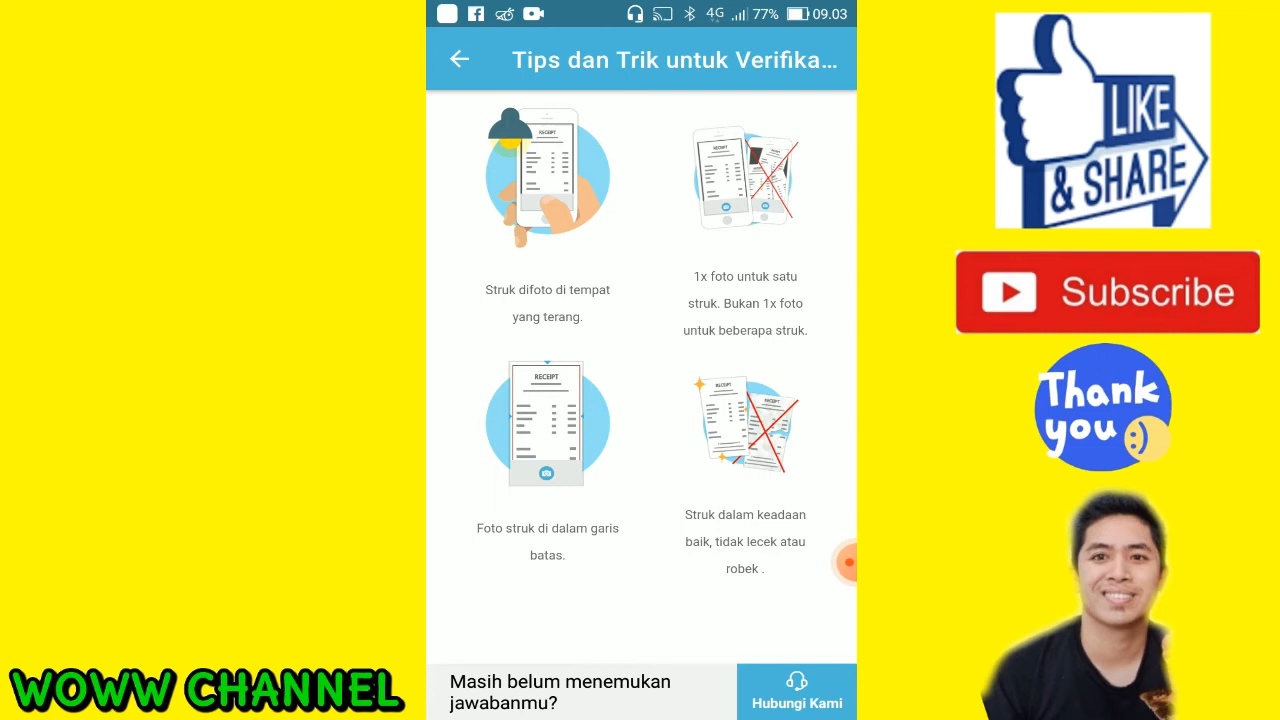 77%
09.03
4G
Tips dan Trik untuk Verifika...
RECEIPT
RECEIPT
Struk difoto di tempat
yang terang.
1x foto untuk satu
struk. Bukan 1x foto
untuk beberapa struk.
RECEIPT
RECEIPT
RECEIPT
Foto struk di dalam garis
batas.
Struk dalam keadaan
baik, tidak lecek atau
robek .
Masih belum menemukan
jawabanmu?
Hubungi Kami
LIKE
& SHARE
Subscribe
Thank
you
WOWW CHANNEL